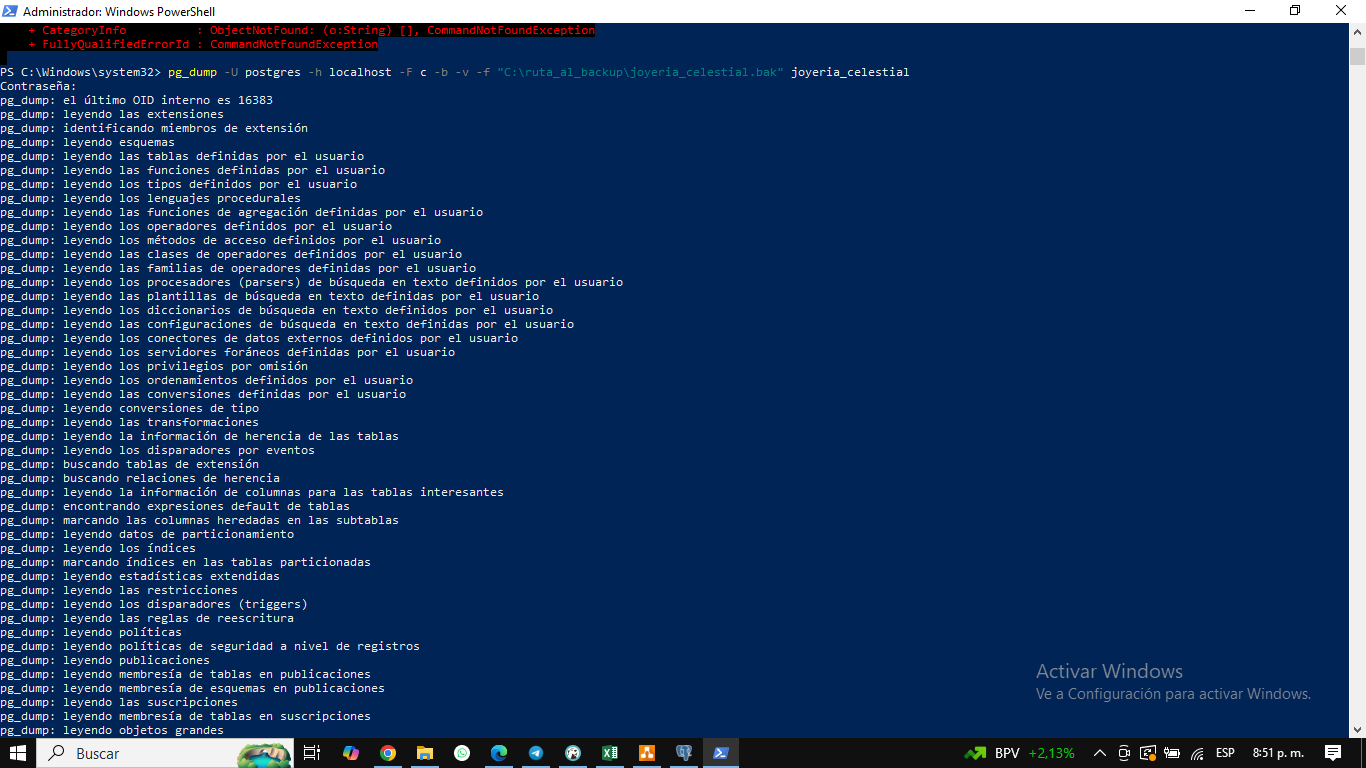 Administrador: Windows PowerShell
+ CategoryInfo          : ObjectNotFound: (o:String) [], CommandNotFoundException
+ FullyQualifiedErrorId : CommandNotFoundException
PS C:\Windows\system32> pg_dump -U postgres -h localhost -F c -b -v -f "C:\ruta_al_backup\joyeria_celestial.bak" joyeria_celestial
Contraseña:
pg_dump: el último OID interno es 16383
pg_dump: leyendo las extensiones
pg_dump: identificando miembros de extensión
pg_dump: leyendo esquemas
pg_dump: leyendo las tablas definidas por el usuario
pg_dump: leyendo las funciones definidas por el usuario
pg_dump: leyendo los tipos definidos por el usuario
pg_dump: leyendo los lenguajes procedurales
pg_dump: leyendo las funciones de agregación definidas por el usuario
pg_dump: leyendo los operadores definidos por el usuario
pg_dump: leyendo los métodos de acceso definidos por el usuario
pg_dump: leyendo las clases de operadores definidos por el usuario
pg_dump: leyendo las familias de operadores definidas por el usuario
pg_dump: leyendo los procesadores (parsers) de búsqueda en texto definidos por el usuario
pg_dump: leyendo las plantillas de búsqueda en texto definidas por el usuario
pg_dump: leyendo los diccionarios de búsqueda en texto definidos por el usuario
pg_dump: leyendo las configuraciones de búsqueda en texto definidas por el usuario
pg_dump: leyendo los conectores de datos externos definidos por el usuario
pg_dump: leyendo los servidores foráneos definidas por el usuario
pg_dump: leyendo los privilegios por omisión
pg_dump: leyendo los ordenamientos definidos por el usuario
pg_dump: leyendo las conversiones definidas por el usuario
pg_dump: leyendo conversiones de tipo
pg_dump: leyendo las transformaciones
pg_dump: leyendo la información de herencia de las tablas
pg_dump: leyendo los disparadores por eventos
pg_dump: buscando tablas de extensión
pg_dump: buscando relaciones de herencia
pg_dump: leyendo la información de columnas para las tablas interesantes
pg_dump: encontrando expresiones default de tablas
pg_dump: marcando las columnas heredadas en las subtablas
pg_dump: leyendo datos de particionamiento
pg_dump: leyendo los índices
pg_dump: marcando índices en las tablas particionadas
pg_dump: leyendo estadísticas extendidas
pg_dump: leyendo las restricciones
pg_dump: leyendo los disparadores (triggers)
pg_dump: leyendo las reglas de reescritura
pg_dump: leyendo políticas
pg_dump: leyendo políticas de seguridad a nivel de registros
pg_dump: leyendo publicaciones
pg_dump: leyendo membresía de tablas en publicaciones
pg_dump: leyendo membresía de esquemas en publicaciones
pg_dump: leyendo las suscripciones
pg_dump: leyendo membresía de tablas en suscripciones
pg_dump: leyendo objetos grandes
Activar Windows
Ve a Configuración para activar Windows.
Buscar
BPV +2,13%
ESP
8:51 p. m.